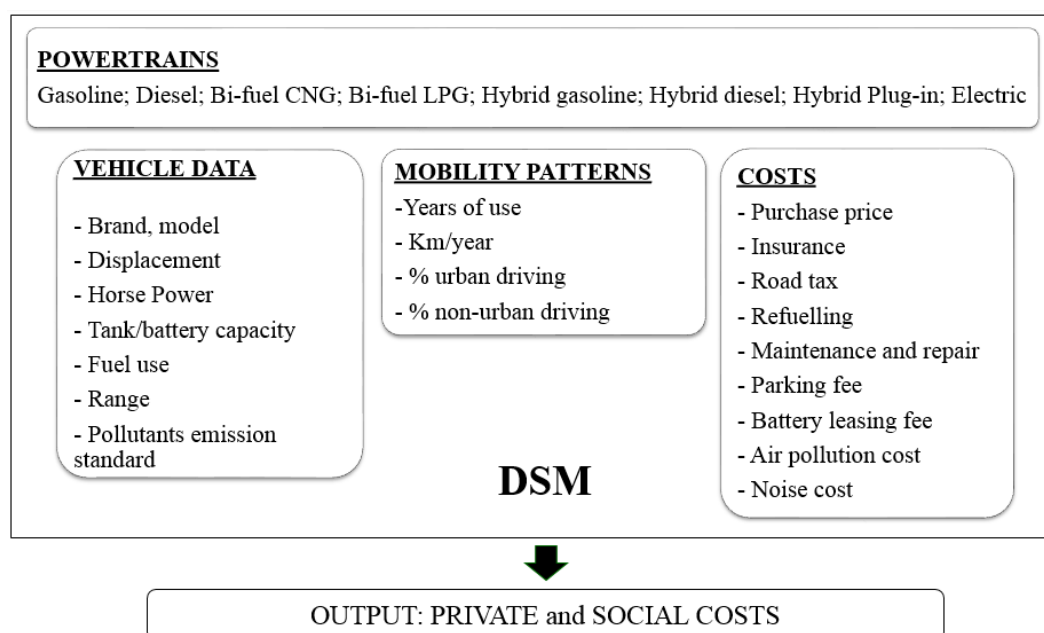 POWERTRAINS
Gasoline; Diesel; Bi-fuel CNG; Bi-fuel LPG; Hybrid gasoline; Hybrid diesel; Hybrid Plug-in; Electric
VEHICLE DATA
- Brand, model
- Displacement
- Horse Power
- Tank/battery capacity
- Fuel use
- Range
- Pollutants emission
standard
MOBILITY PATTERNS
-Years of use
- Km/year
- % urban driving
- % non-urban driving
COSTS
- Purchase price
- Insurance
- Road tax
- Refuelling
- Maintenance and repair
- Parking fee
- Battery leasing fee
- Air pollution cost
- Noise cost
DSM
OUTPUT: PRIVATE and SOCIAL COSTS